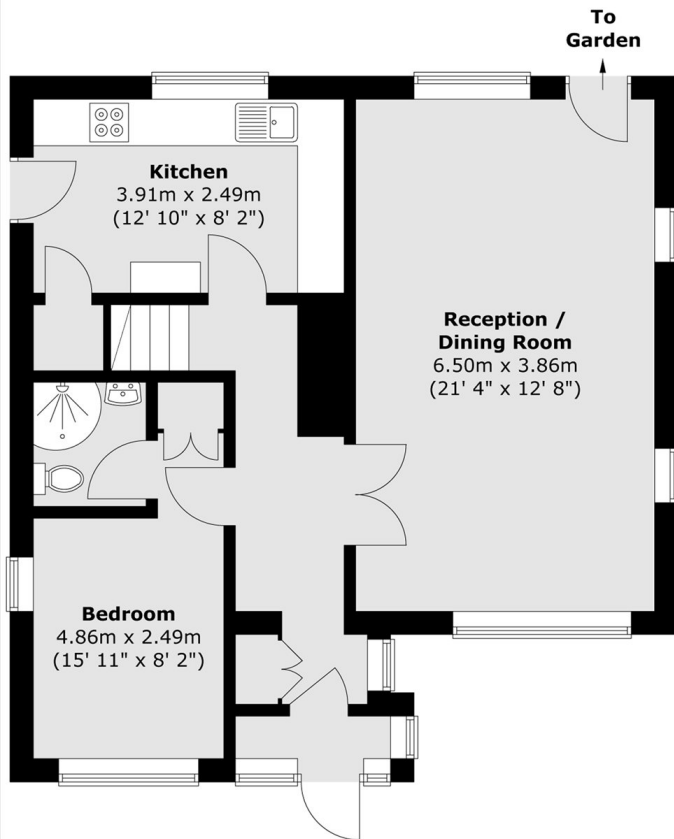 To
Garden
Kitchen
3.91m x 2.49m
(12' 10" x 8' 2")
Reception /
Dining Room
6.50m x 3.86m
(21' 4" x 12' 8")
Bedroom
4.86m x 2.49m
(15' 11" x 8' 2")